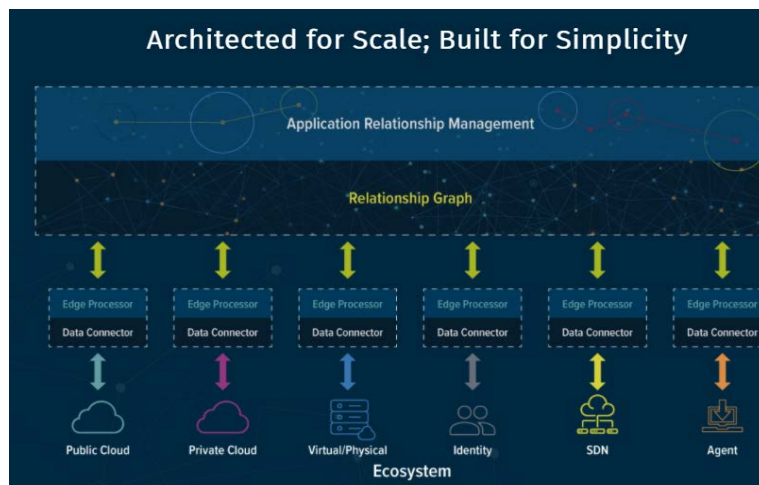 Architected for Scale; Built for Simplicity
Application Relationship Management
Relationship Graph
Edge Processor Edge Processor Edge Processor Edge Processor Edge Processor Edge Processor
Data Connector Data Connector Data Connector Data Connector Data Connector Data Connector
Public Cloud Private Cloud Virtual/Physical Identity SDN Agent
Ecosystem